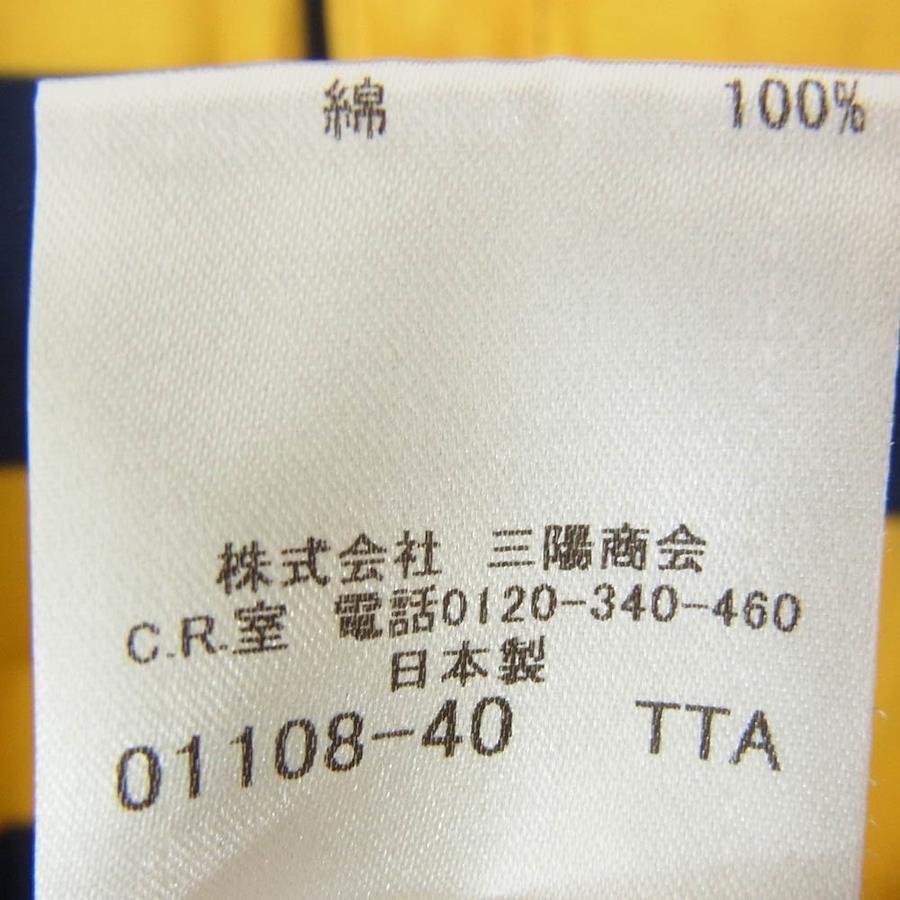 綿 100%
株式会社 三陽商会
C.R.室 電話0120-340-460
日本製
01108-40 TTA